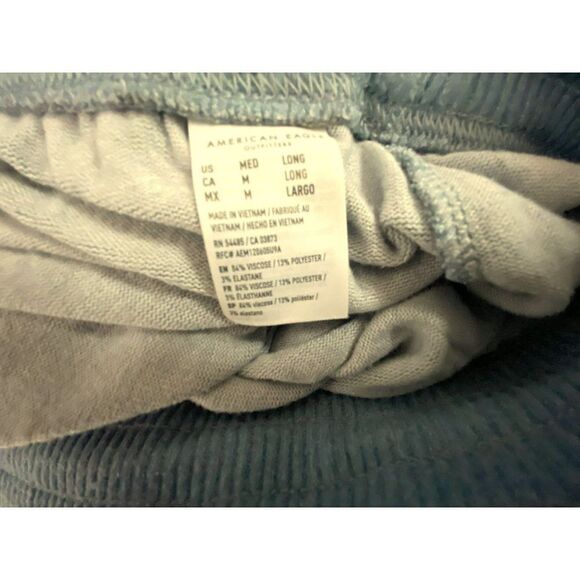 AMERICAN EAGLE
OUTFITTERS
US MED LONG
CA M LONG
MX M LARGO
MADE IN VIETNAM / FABRIQUÉ AU
VIETNAM / HECHO EN VIETNAM
RN 54485 / CA 03873
RFC# AEM120605U9A
EN 84% VISCOSE / 13% POLYESTER /
3% ELASTANE
FR 84% VISCOSE / 13% POLYESTER /
3% ÉLASTHANNE
SP 84% viscosa / 13% poliéster /
3% elastano